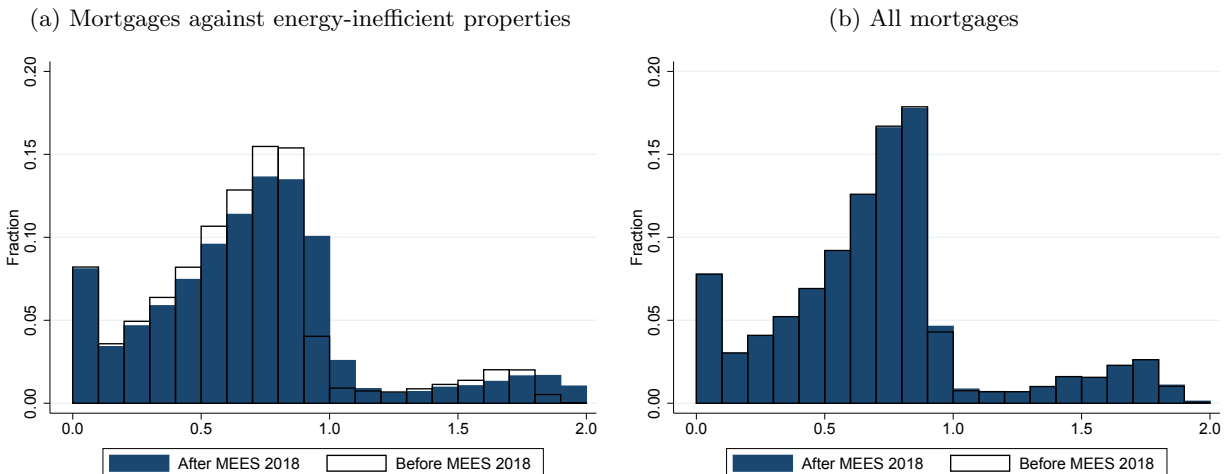 (a) Mortgages against energy-inefficient properties
0.20
0.15
0.10
0.05
0.00
Fraction
0.0 0.5 1.0 1.5 2.0
After MEES 2018 Before MEES 2018
(b) All mortgages
0.20
0.15
0.10
0.05
0.00
Fraction
0.0 0.5 1.0 1.5 2.0
After MEES 2018 Before MEES 2018